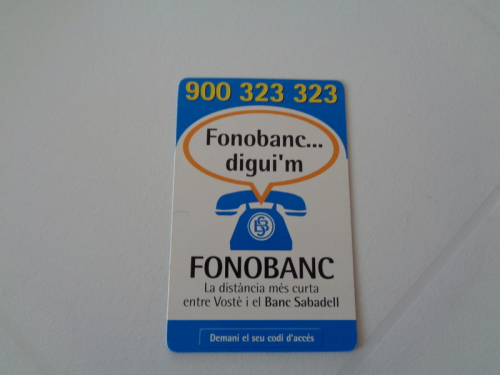 900 323 323
Fonobanc...
digui'm
FONOBANC
La distància més curta
entre Vostè i el Banc Sabadell
Demani el seu codi d'accés